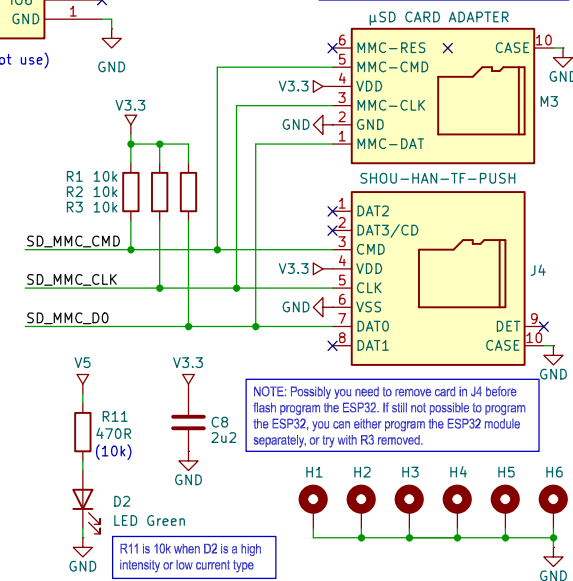 IO6
GND 1
ot use)
GND
µSD CARD ADAPTER
6 MMC-RES
CASE 10
5 MMC-CMD
V3.3 4 VDD
3 MMC-CLK
GND 2 GND
1 MMC-DAT
GND
M3
V3.3
R1 10k
R2 10k
R3 10k
SHOU-HAN-TF-PUSH
1 DAT2
2 DAT3/CD
SD_MMC_CMD
3 CMD
V3.3 4 VDD
J4
SD_MMC_CLK
5 CLK
GND 6 VSS
SD_MMC_D0
7 DAT0
DET 9
8 DAT1
CASE 10
GND
V5
V3.3
R11
470R
(10k)
C8
2u2
GND
NOTE: Possibly you need to remove card in J4 before
flash program the ESP32. If still not possible to program
the ESP32, you can either program the ESP32 module
separately, or try with R3 removed.
H1 H2 H3 H4 H5 H6
D2
LED Green
GND
R11 is 10k when D2 is a high
intensity or low current type
GND